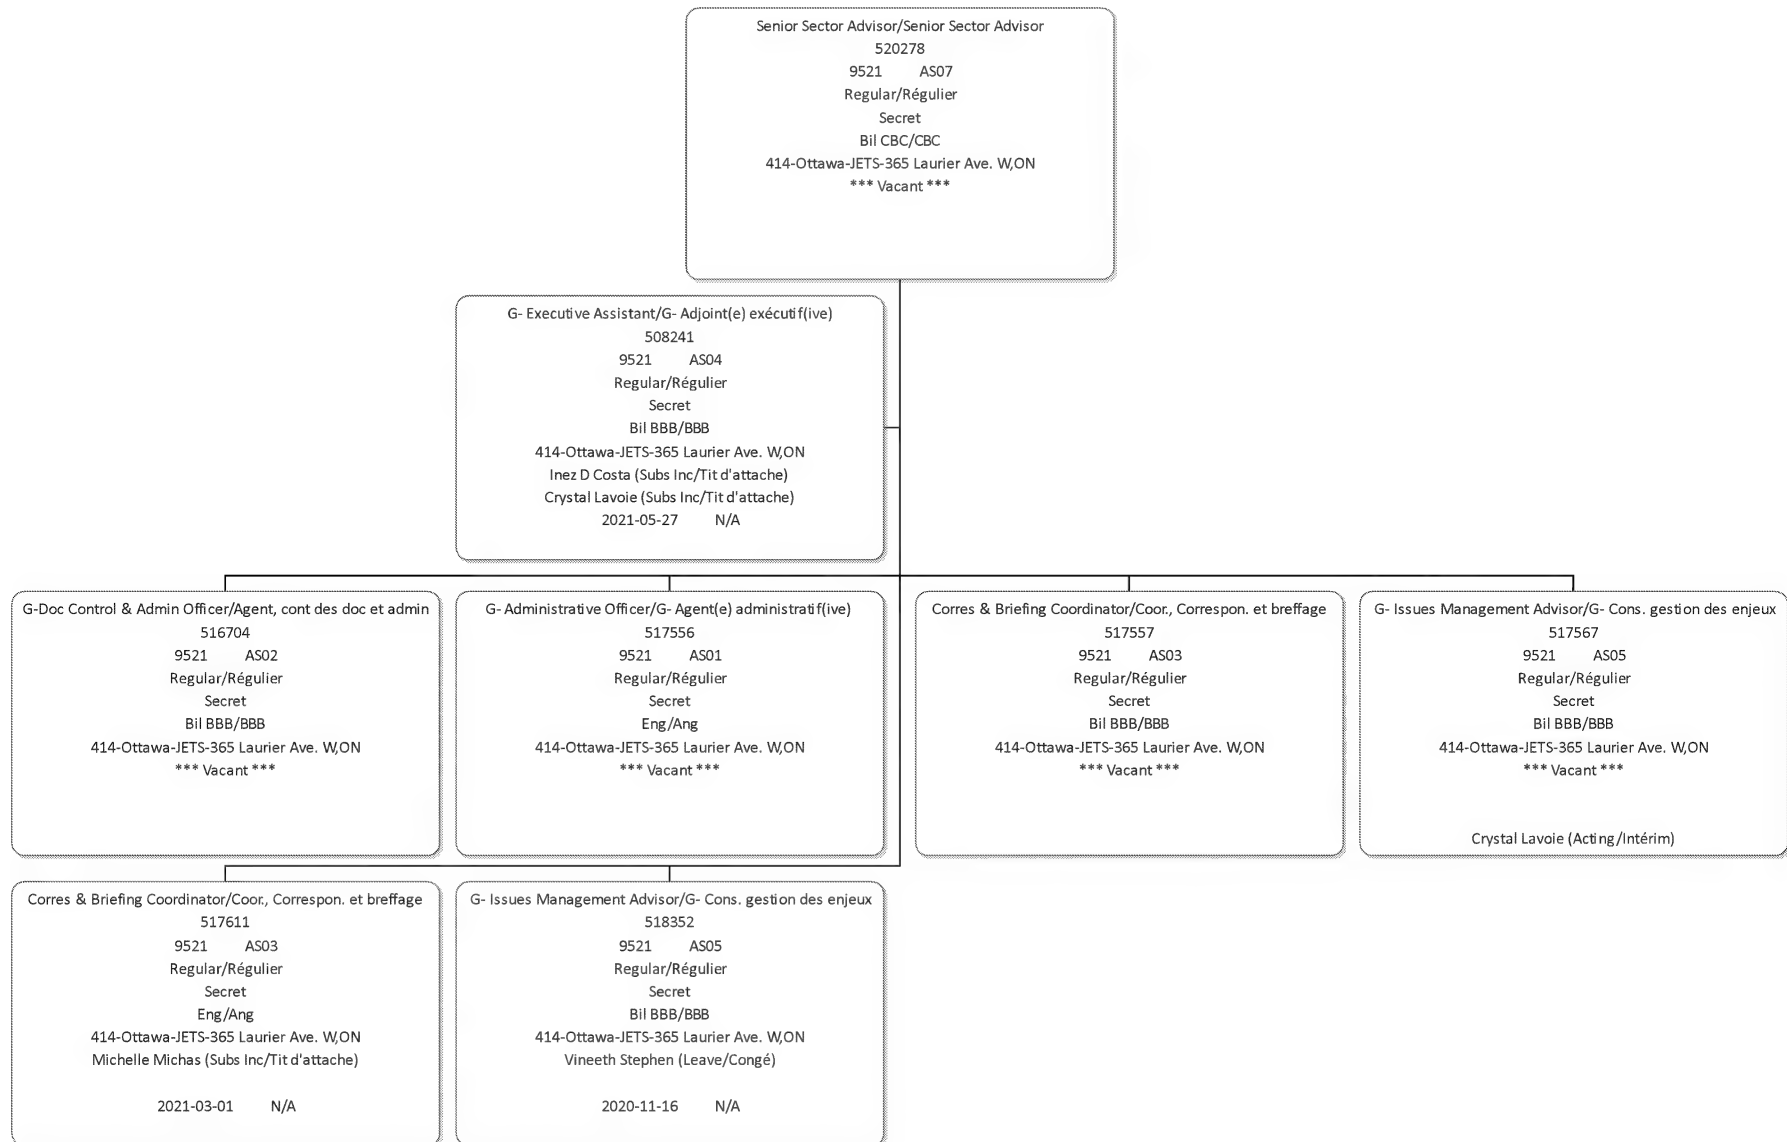 Senior Sector Advisor/Senior Sector Advisor
520278
9521 AS07
Regular/Régulier
Secret
Bil CBC/CBC
414-Ottawa-JETS-365 Laurier Ave. W,ON
*** Vacant ***
G- Executive Assistant/G- Adjoint(e) exécutif(ive)
508241
9521 AS04
Regular/Régulier
Secret
Bil BBB/BBB
414-Ottawa-JETS-365 Laurier Ave. W,ON
Inez D Costa (Subs Inc/Tit d'attache)
Crystal Lavoie (Subs Inc/Tit d'attache)
2021-05-27 N/A
G-Doc Control & Admin Officer/Agent, cont des doc et admin
516704
9521 AS02
Regular/Régulier
Secret
Bil BBB/BBB
414-Ottawa-JETS-365 Laurier Ave. W,ON
*** Vacant ***
G- Administrative Officer/G- Agent(e) administratif(ive)
517556
9521 AS01
Regular/Régulier
Secret
Eng/Ang
414-Ottawa-JETS-365 Laurier Ave. W,ON
*** Vacant ***
Corres & Briefing Coordinator/Coor., Correspon. et breffage
517557
9521 AS03
Regular/Régulier
Secret
Bil BBB/BBB
414-Ottawa-JETS-365 Laurier Ave. W,ON
*** Vacant ***
G- Issues Management Advisor/G- Cons. gestion des enjeux
517567
9521 AS05
Regular/Régulier
Secret
Bil BBB/BBB
414-Ottawa-JETS-365 Laurier Ave. W,ON
*** Vacant ***
Crystal Lavoie (Acting/Intérim)
Corres & Briefing Coordinator/Coor., Correspon. et breffage
517611
9521 AS03
Regular/Régulier
Secret
Eng/Ang
414-Ottawa-JETS-365 Laurier Ave. W,ON
Michelle Michas (Subs Inc/Tit d'attache)
2021-03-01 N/A
G- Issues Management Advisor/G- Cons. gestion des enjeux
518352
9521 AS05
Regular/Régulier
Secret
Bil BBB/BBB
414-Ottawa-JETS-365 Laurier Ave. W,ON
Vineeth Stephen (Leave/Congé)
2020-11-16 N/A